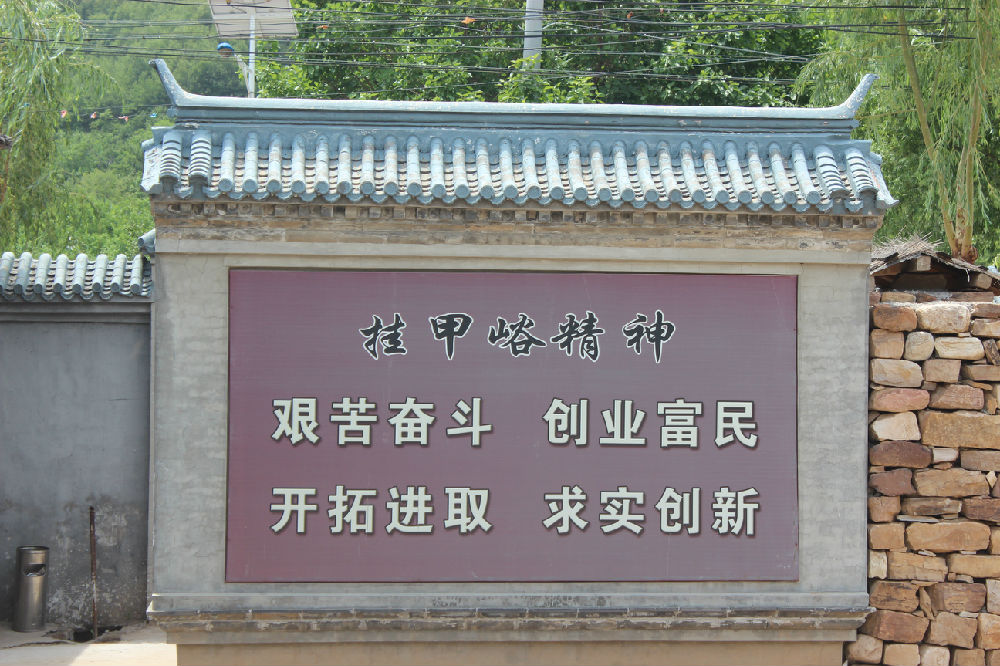 挂甲峪精神
艰苦奋斗 创业富民
开拓进取 求实创新